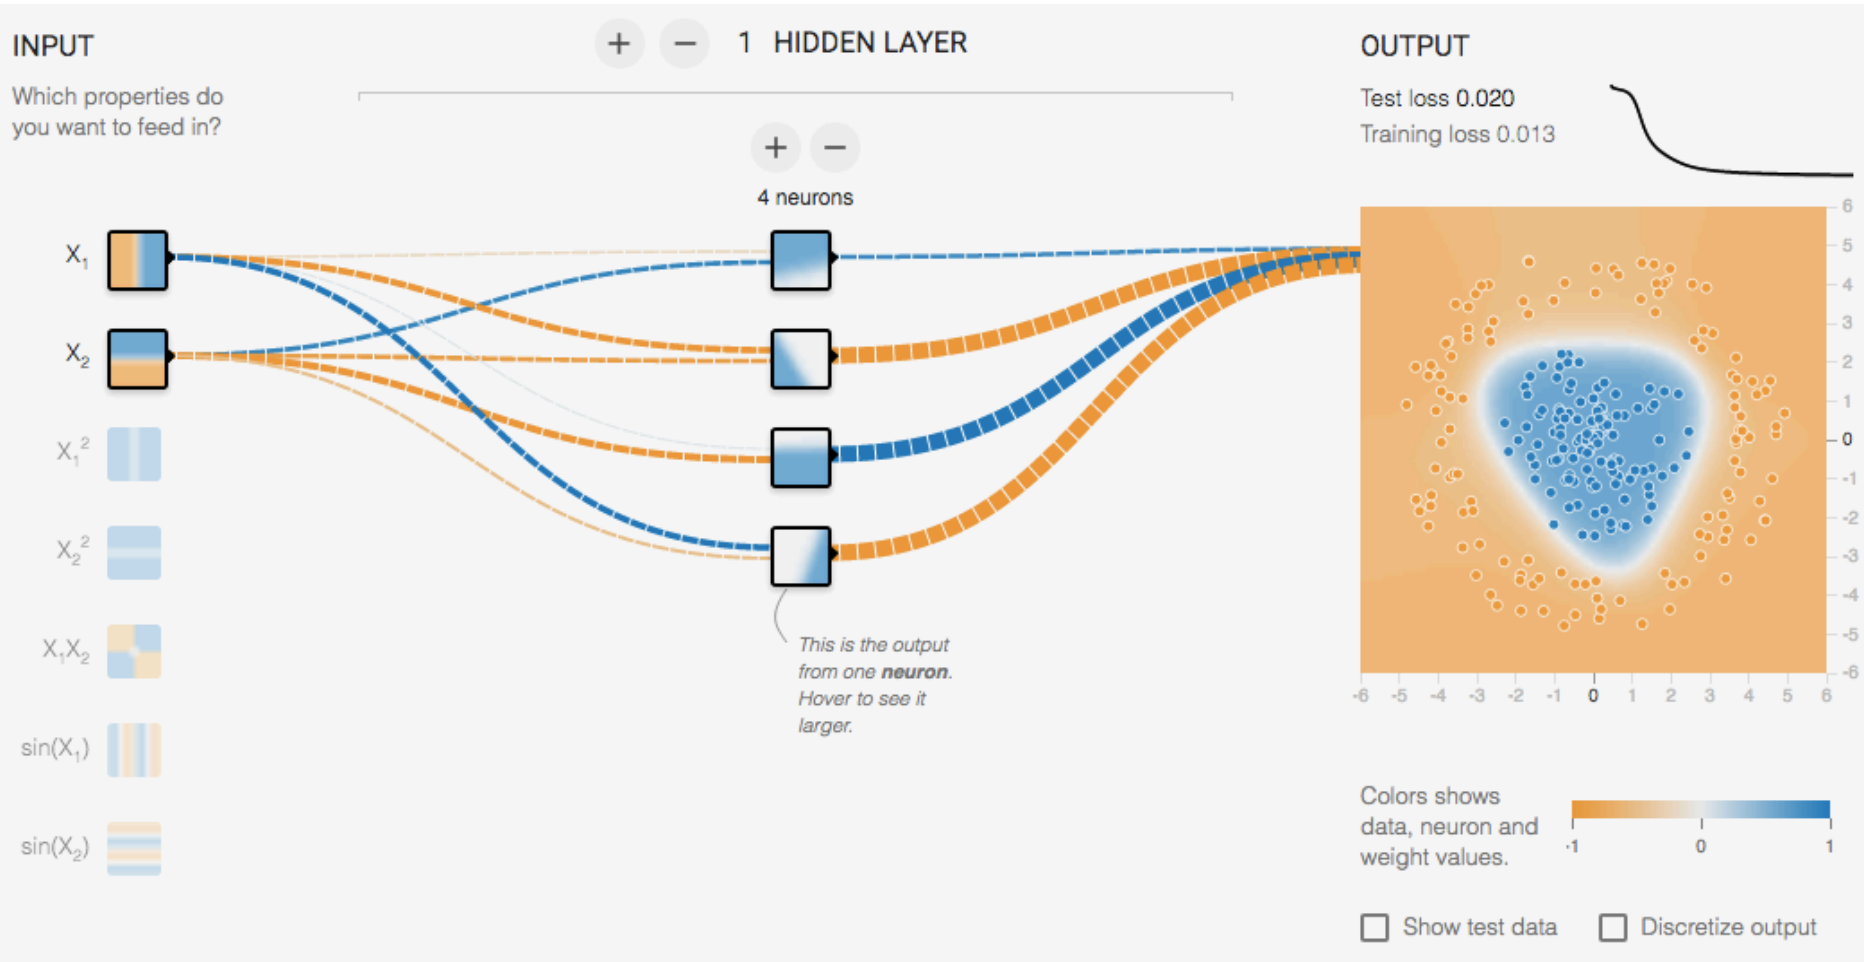 INPUT
Which properties do
you want to feed in?
+ − 1 HIDDEN LAYER
+ −
4 neurons
OUTPUT
Test loss 0.020
Training loss 0.013
X1
X2
X1²
X2²
X1X2
sin(X1)
sin(X2)
This is the output
from one neuron.
Hover to see it
larger.
6
5
4
3
2
1
0
-1
-2
-3
-4
-5
-6
-6 -5 -4 -3 -2 -1 0 1 2 3 4 5 6
Colors shows
data, neuron and
weight values.
-1 0 1
Show test data
Discretize output